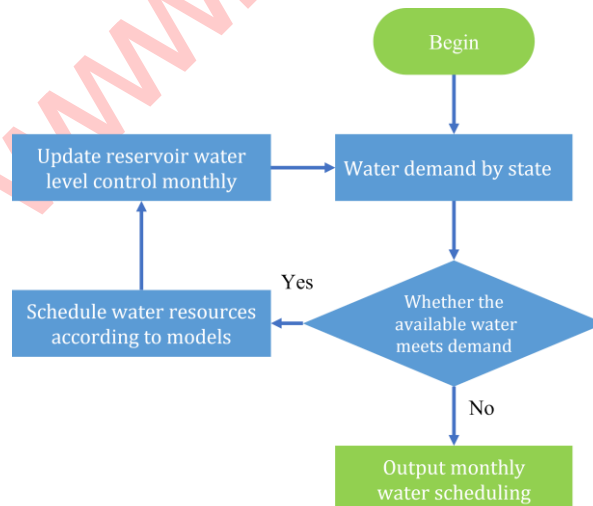 Begin
Update reservoir water
level control monthly
Water demand by state
Yes
Schedule water resources
according to models
Whether the
available water
meets demand
No
Output monthly
water scheduling